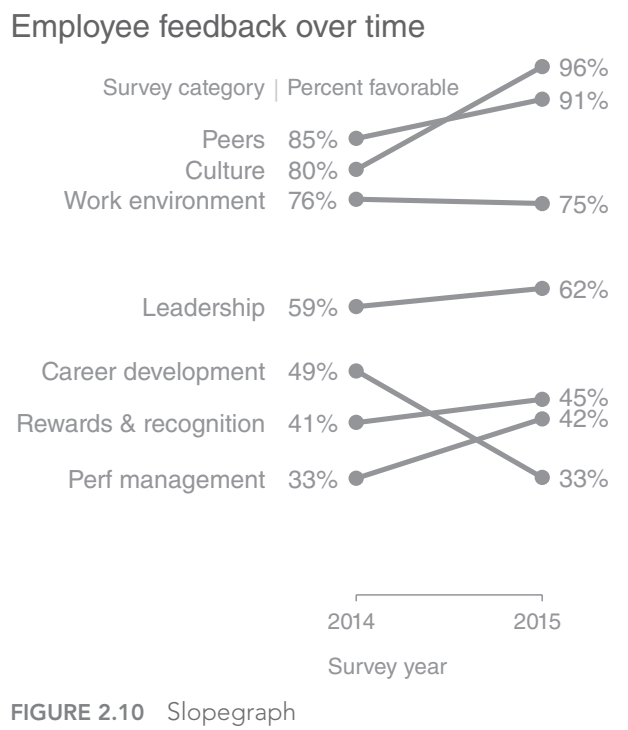 Employee feedback over time
96%
Survey category | Percent favorable
91%
Peers 85%
Culture 80%
Work environment 76% 75%
Leadership 59% 62%
Career development 49%
45%
Rewards & recognition 41% 42%
Perf management 33% 33%
2014 2015
Survey year
FIGURE 2.10 Slopegraph